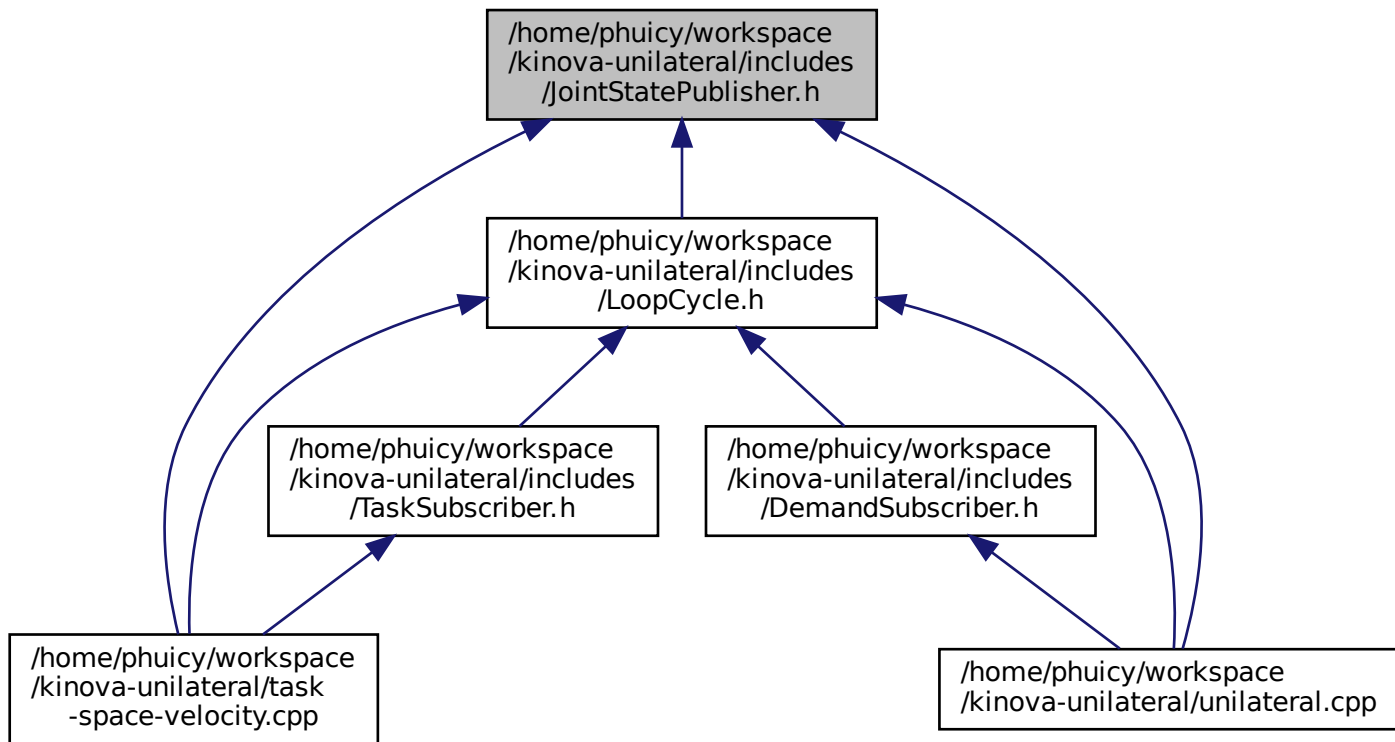 /home/phuicy/workspace
/kinova-unilateral/includes
/JointStatePublisher.h
/home/phuicy/workspace
/kinova-unilateral/includes
/LoopCycle.h
/home/phuicy/workspace
/kinova-unilateral/includes
/TaskSubscriber.h
/home/phuicy/workspace
/kinova-unilateral/includes
/DemandSubscriber.h
/home/phuicy/workspace
/kinova-unilateral/task
-space-velocity.cpp
/home/phuicy/workspace
/kinova-unilateral/unilateral.cpp